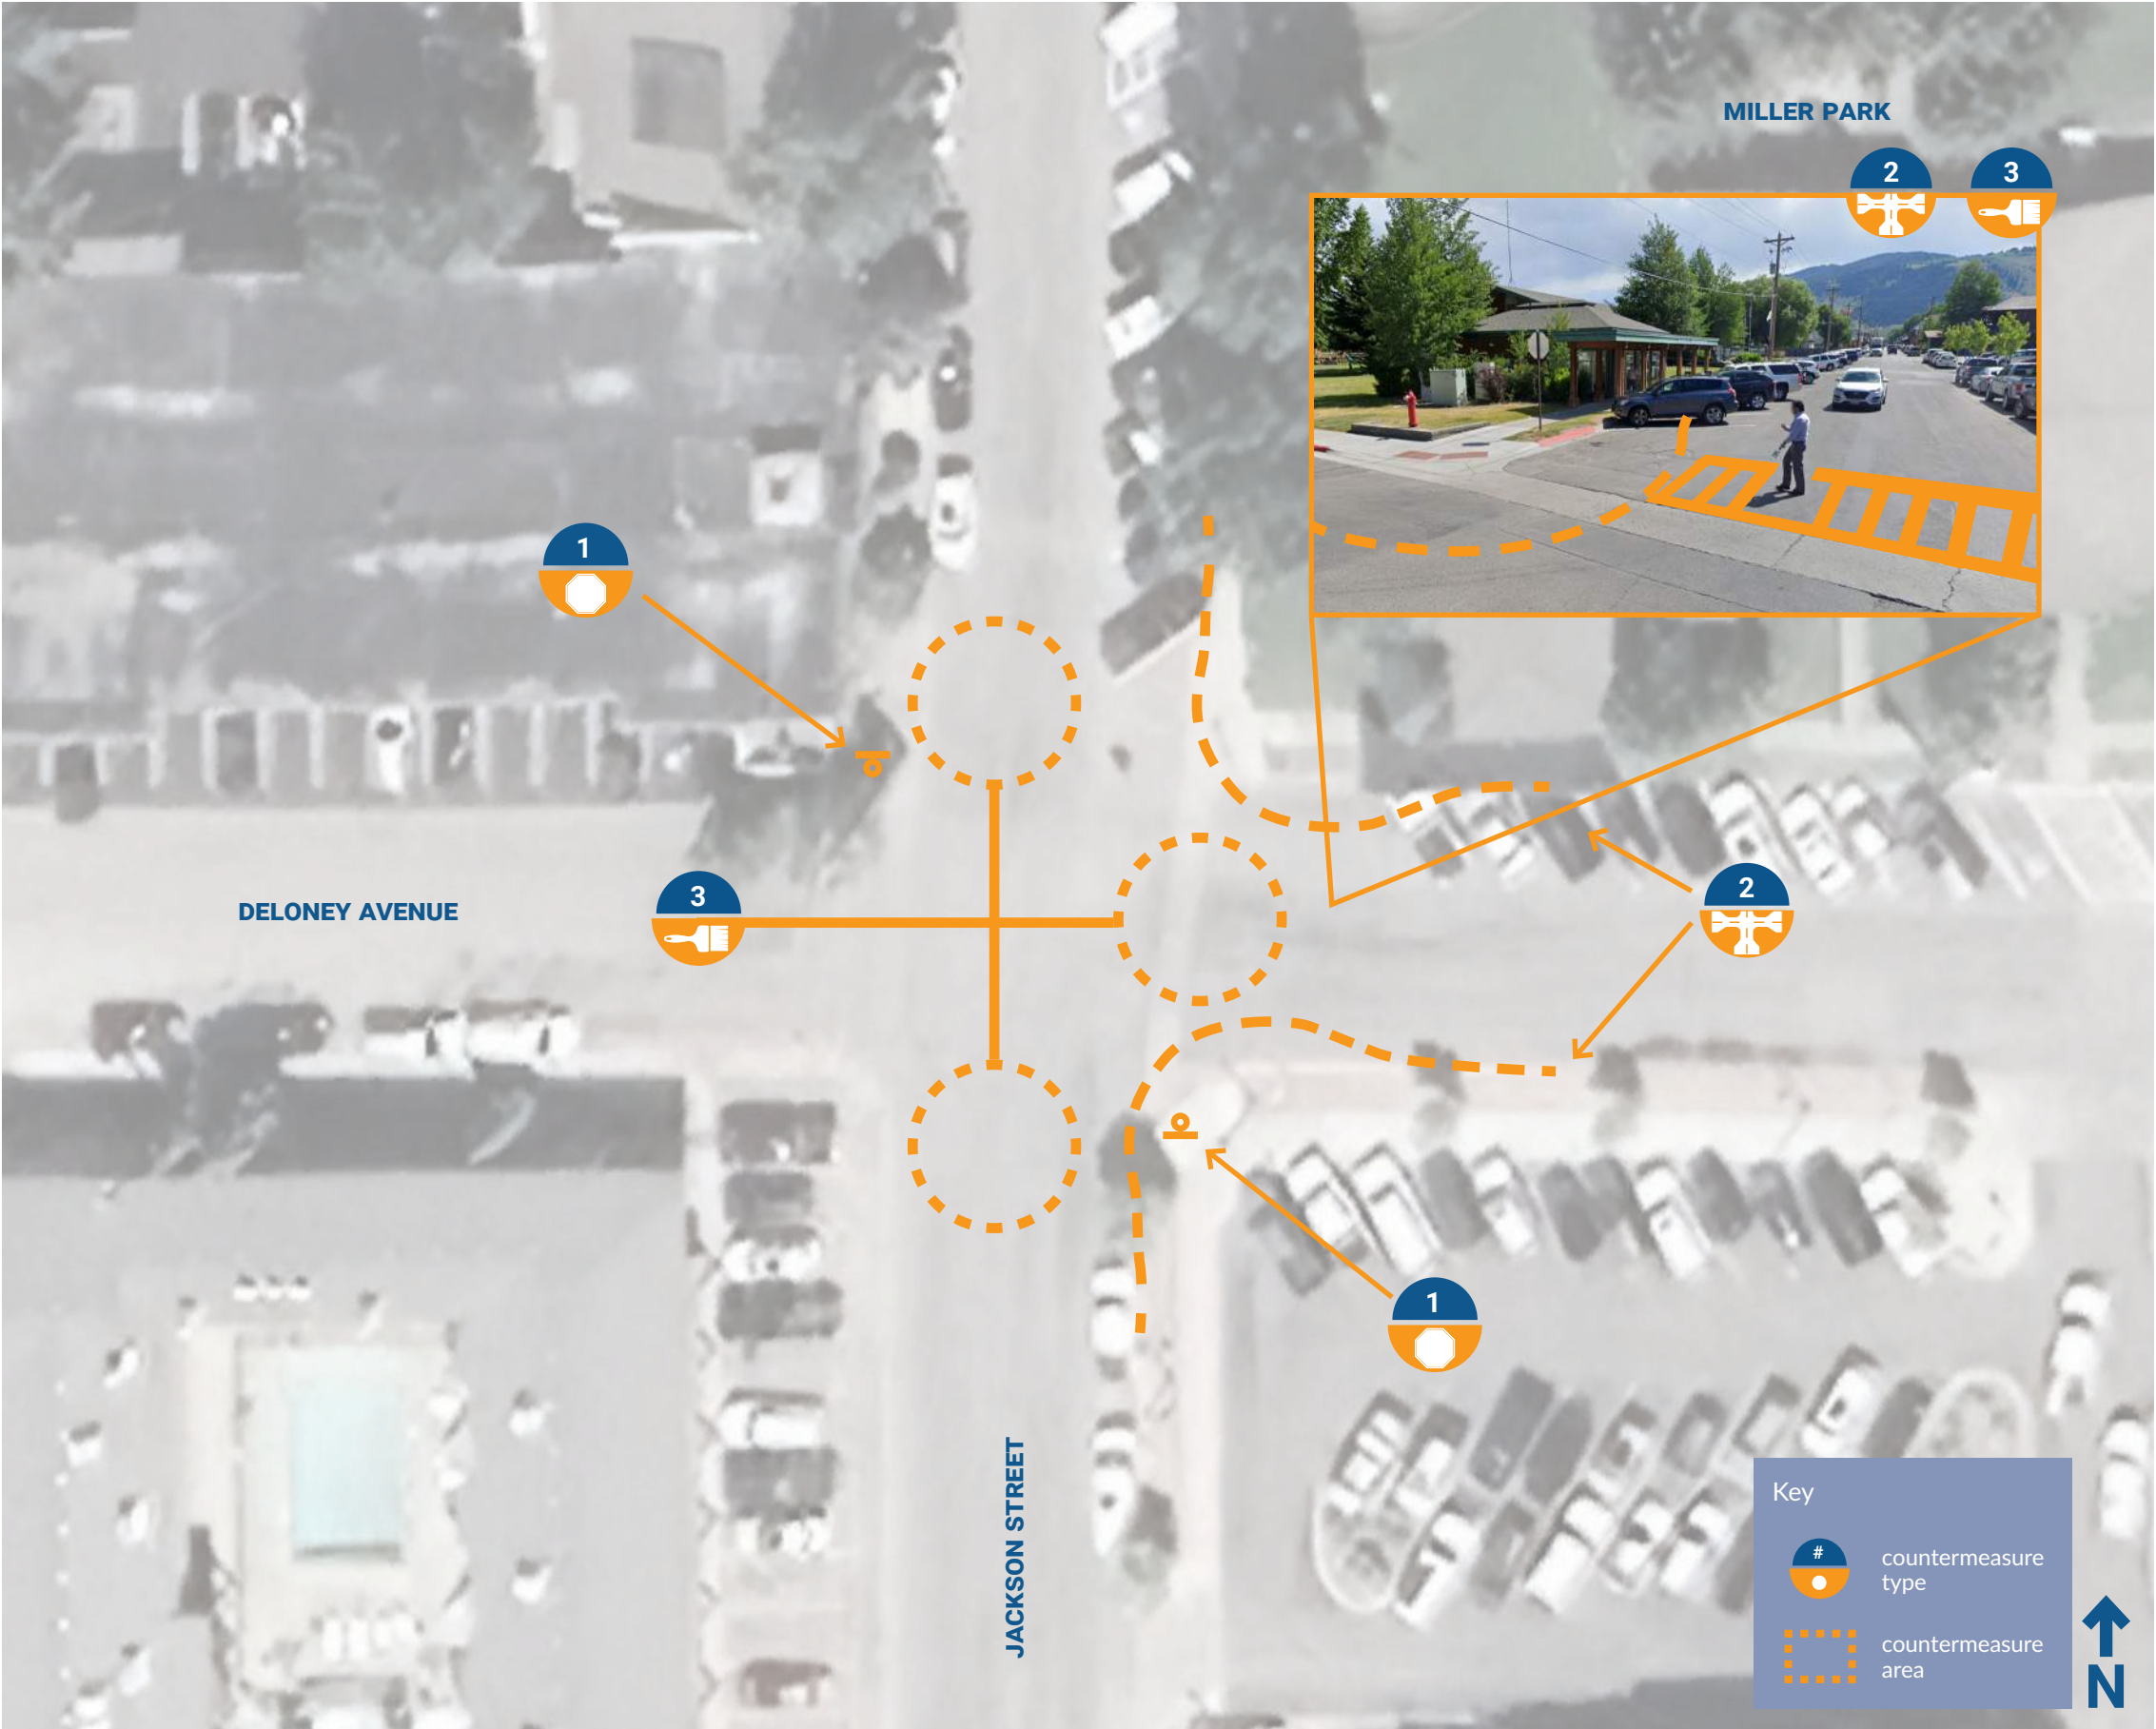 MILLER PARK
2
3
1
DELONEY AVENUE
3
2
1
JACKSON STREET
Key
#
countermeasure
type
countermeasure
area
N